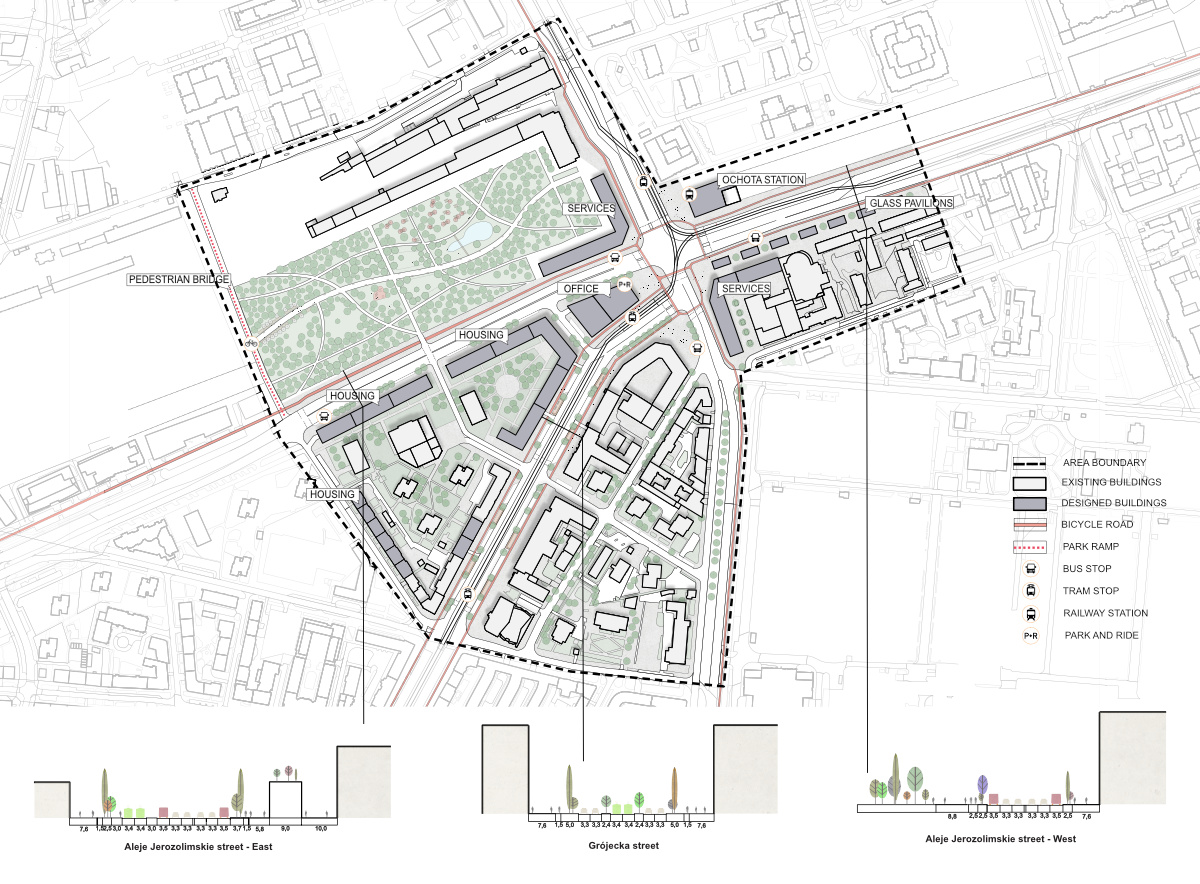 OCHOTA STATION
GLASS PAVILIONS
SERVICES
PEDESTRIAN BRIDGE
OFFICE
P+R
SERVICES
HOUSING
HOUSING
HOUSING
AREA BOUNDARY
EXISTING BUILDINGS
DESIGNED BUILDINGS
BICYCLE ROAD
PARK RAMP
BUS STOP
TRAM STOP
RAILWAY STATION
P+R PARK AND RIDE
7,6 1,5 2,5 3,0 3,4 3,4 3,0 3,5 3,3 3,3 3,3 3,3 3,5 3,7 1,5 5,8 9,0 10,0
Aleje Jerozolimskie street - East
7,6 1,5 5,0 3,3 3,3 2,4 3,4 3,4 2,4 3,3 3,3 5,0 1,5 7,6
Grójecka street
8,8 2,5 2,5 3,5 3,3 3,3 3,3 3,3 3,5 2,5 7,6
Aleje Jerozolimskie street - West